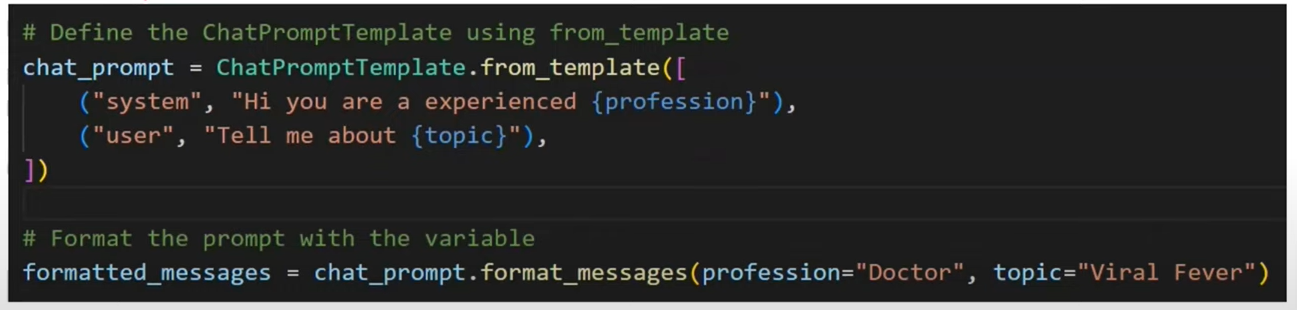 # Define the ChatPromptTemplate using from_template
chat_prompt = ChatPromptTemplate.from_template([
    ("system", "Hi you are a experienced {profession}"),
    ("user", "Tell me about {topic}"),
])
# Format the prompt with the variable
formatted_messages = chat_prompt.format_messages(profession="Doctor", topic="Viral Fever")